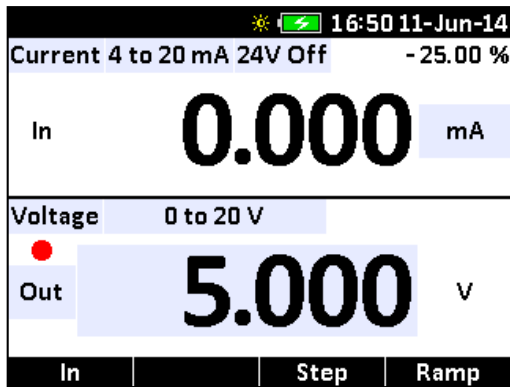 16:50 11-Jun-14
Current 4 to 20 mA 24V Off -25.00 %
In 0.000 mA
Voltage 0 to 20 V
Out 5.000 V
In Step Ramp